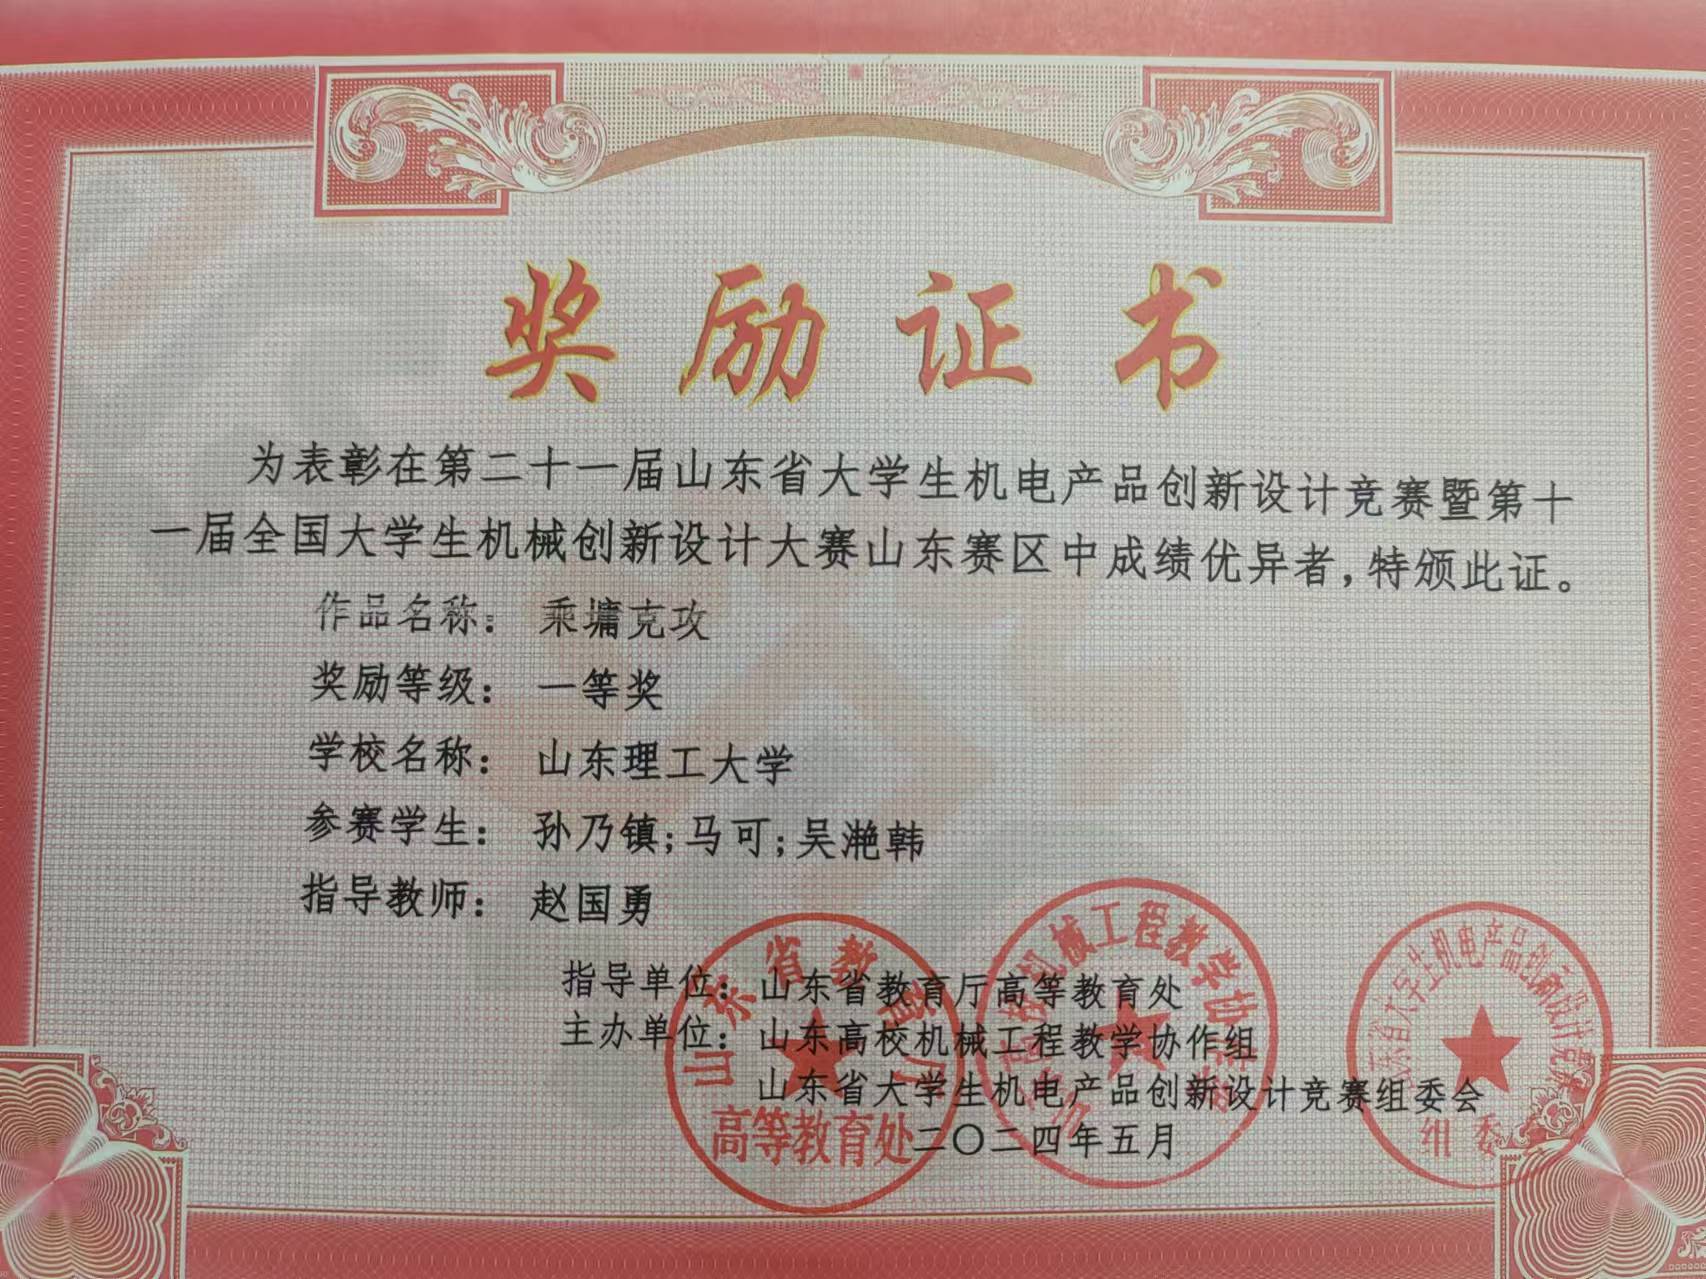 奖励证书
为表彰在第二十一届山东省大学生机电产品创新设计竞赛暨第十
一届全国大学生机械创新设计大赛山东赛区中成绩优异者,特颁此证。
作品名称: 乘墉克攻
奖励等级: 一等奖
学校名称: 山东理工大学
参赛学生: 孙乃镇;马可;吴滟韩
指导教师: 赵国勇
指导单位: 山东省教育厅高等教育处
主办单位: 山东高校机械工程教学协作组
山东省大学生机电产品创新设计竞赛组委会
二〇二四年五月
山东省教育厅
高等教育处
高校机械工程教学协
东省大学生机电产品创新设计竞
组委会